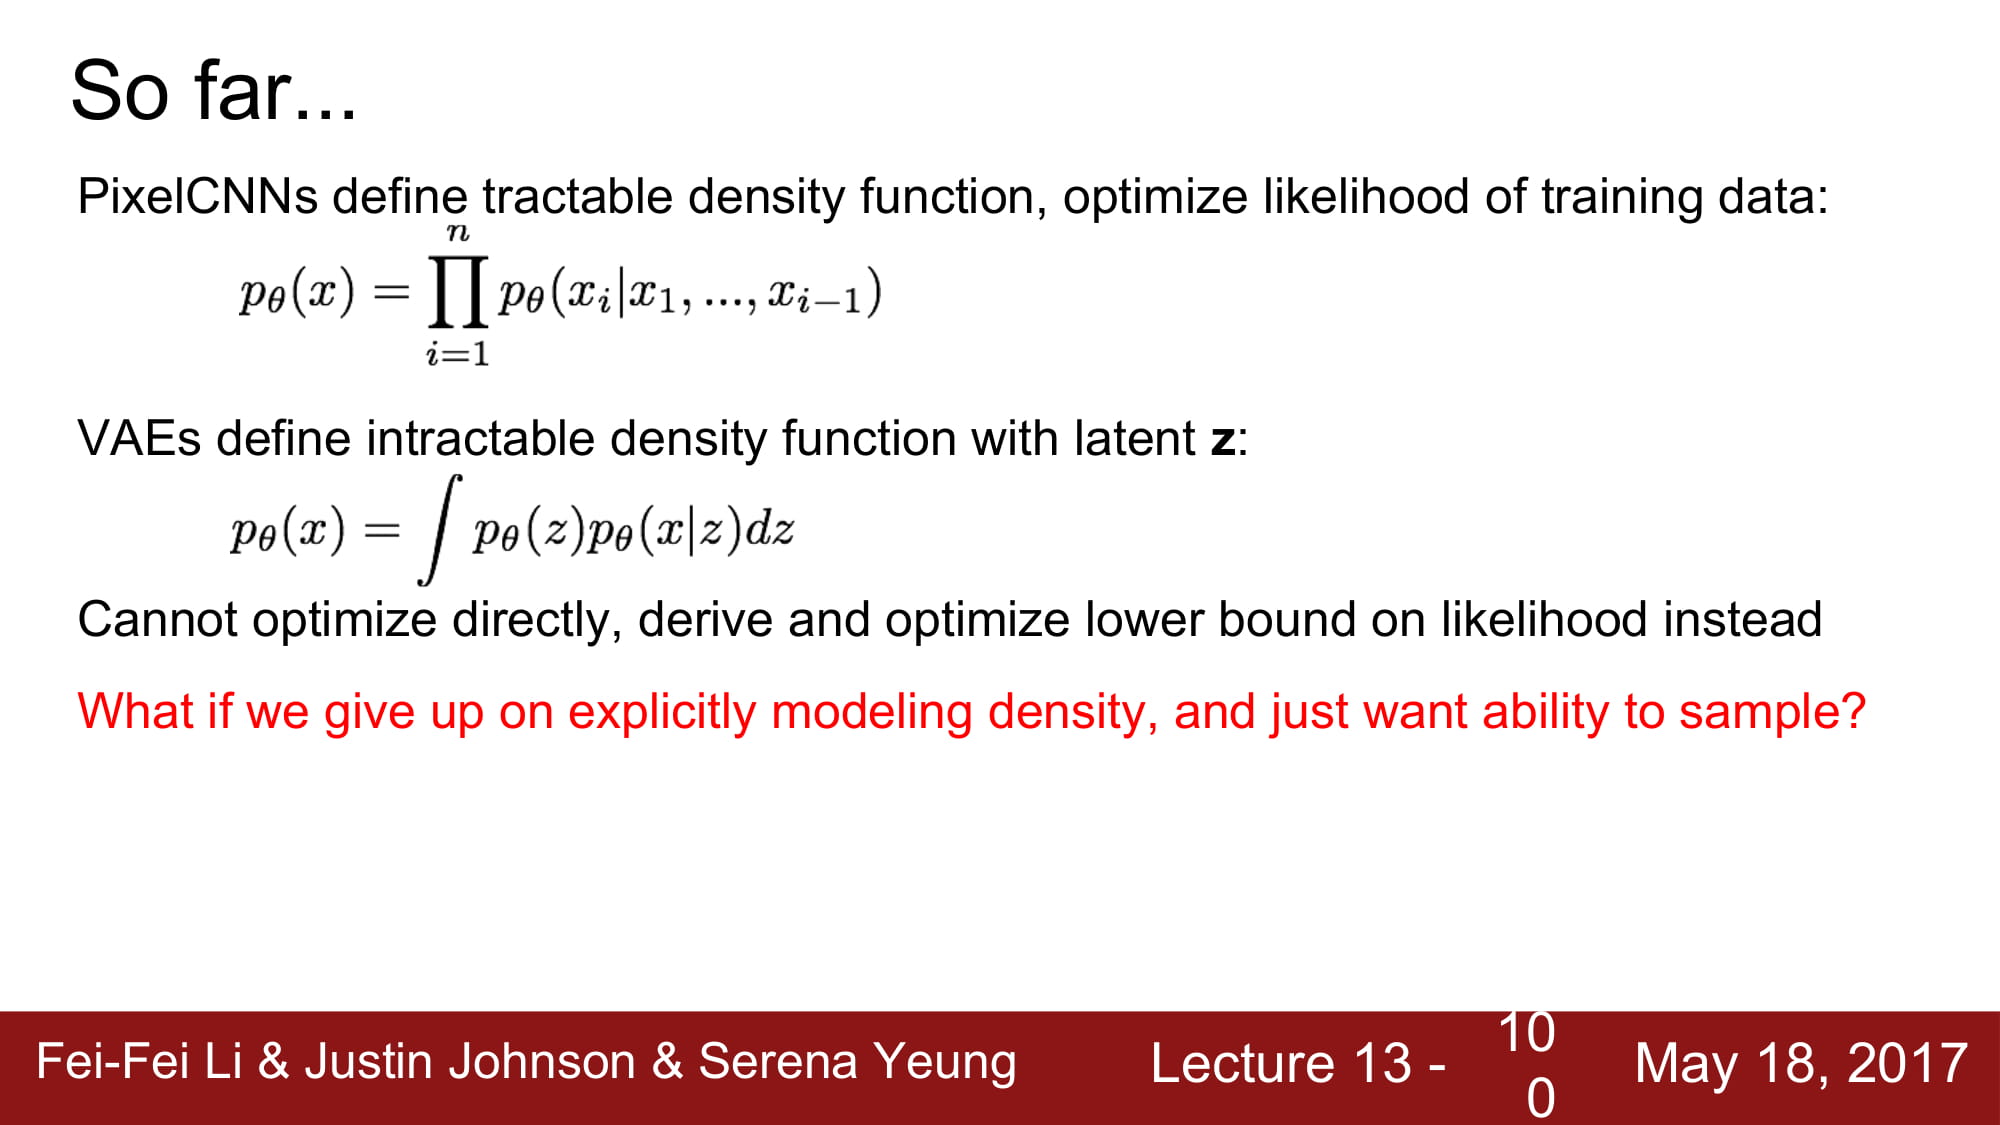 So far...
PixelCNNs define tractable density function, optimize likelihood of training data:
$p_\theta(x) = \prod_{i=1}^{n} p_\theta(x_i|x_1, ..., x_{i-1})$
VAEs define intractable density function with latent z:
$p_\theta(x) = \int p_\theta(z)p_\theta(x|z)dz$
Cannot optimize directly, derive and optimize lower bound on likelihood instead
What if we give up on explicitly modeling density, and just want ability to sample?
Fei-Fei Li & Justin Johnson & Serena Yeung
Lecture 13 -
10
0
May 18, 2017